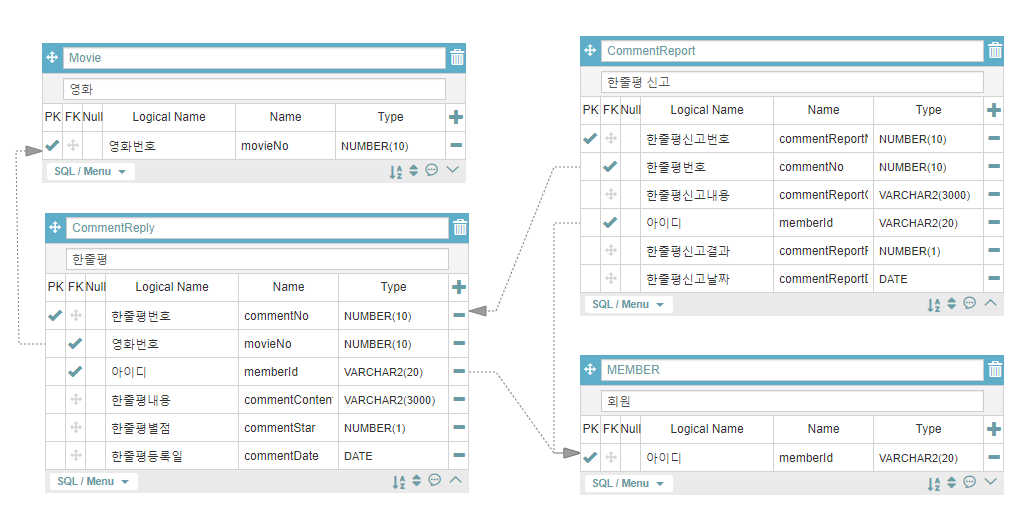 Movie
영화
PK FK Null Logical Name Name Type
영화번호 movieNo NUMBER(10)
SQL / Menu
CommentReply
한줄평
PK FK Null Logical Name Name Type
한줄평번호 commentNo NUMBER(10)
영화번호 movieNo NUMBER(10)
아이디 memberId VARCHAR2(20)
한줄평내용 commentConten VARCHAR2(3000)
한줄평별점 commentStar NUMBER(1)
한줄평등록일 commentDate DATE
SQL / Menu
CommentReport
한줄평 신고
PK FK Null Logical Name Name Type
한줄평신고번호 commentReportN NUMBER(10)
한줄평번호 commentNo NUMBER(10)
한줄평신고내용 commentReportC VARCHAR2(3000)
아이디 memberId VARCHAR2(20)
한줄평신고결과 commentReportF NUMBER(1)
한줄평신고날짜 commentReportD DATE
SQL / Menu
MEMBER
회원
PK FK Null Logical Name Name Type
아이디 memberId VARCHAR2(20)
SQL / Menu